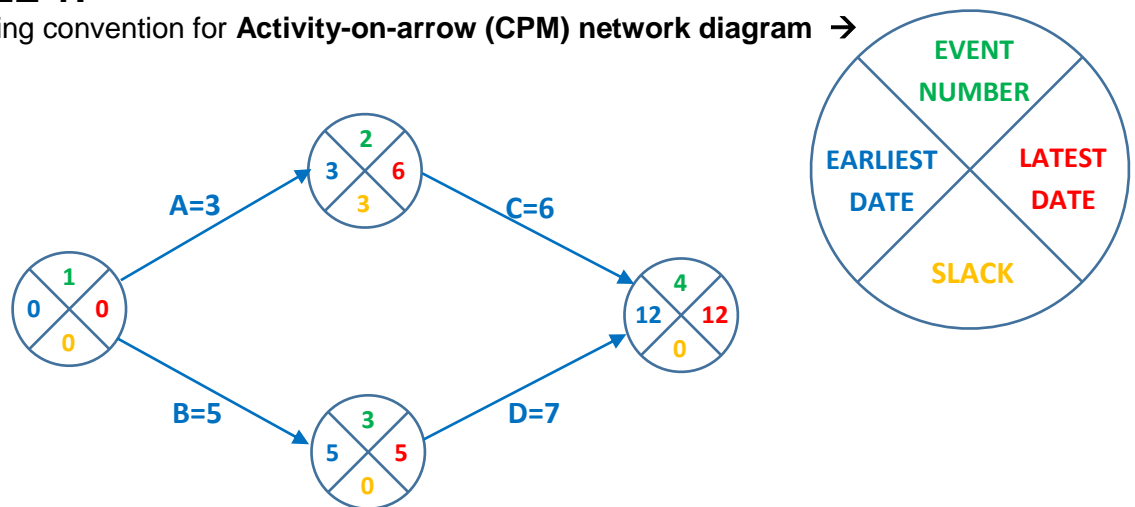 ing convention for Activity-on-arrow (CPM) network diagram →
EVENT
NUMBER
EARLIEST
DATE
LATEST
DATE
SLACK
2
3 6
3
A=3
C=6
1
0 0
0
4
12 12
0
B=5
D=7
3
5 5
0